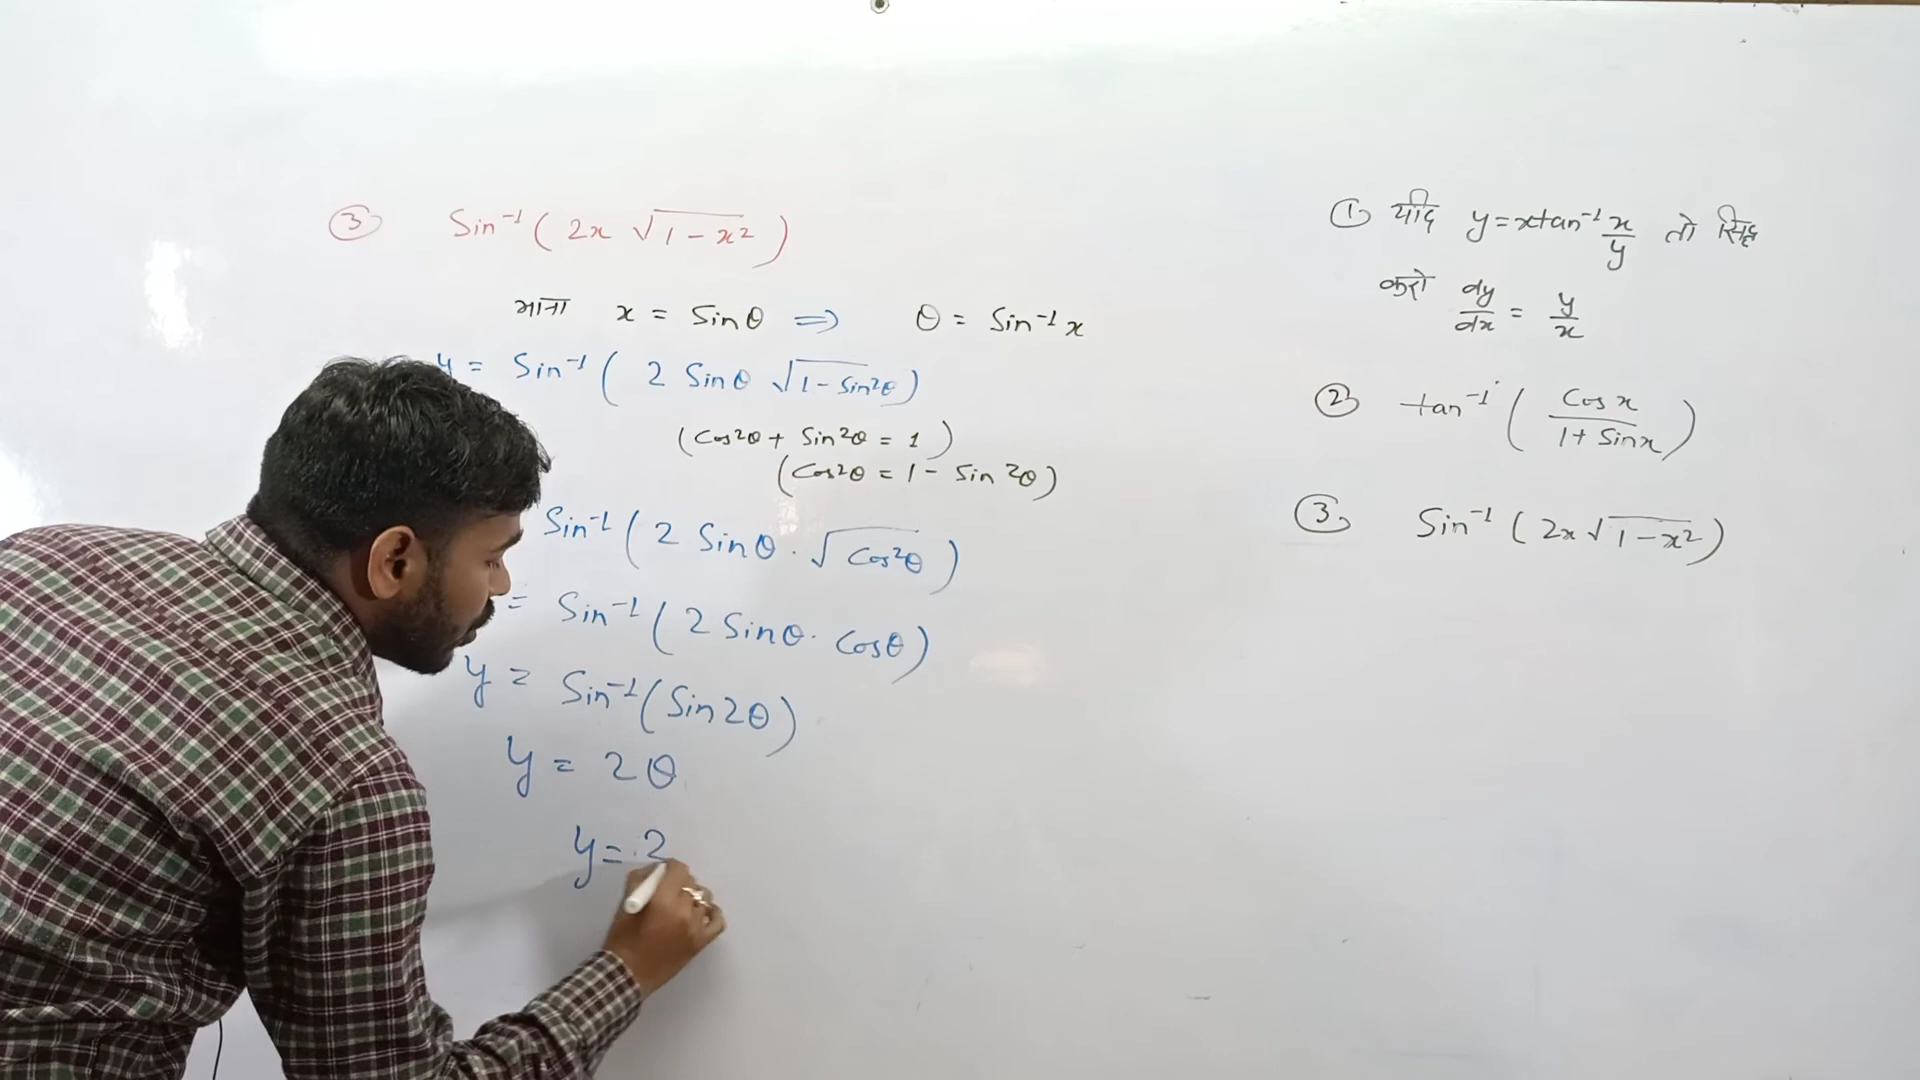 ③ Sin⁻¹ ( 2x √1-x² )
माना x = Sinθ ⇒ θ = Sin⁻¹ x
y = Sin⁻¹ ( 2 Sinθ √1-Sin²θ )
(Cos²θ + Sin²θ = 1 )
(Cos²θ = 1 - Sin²θ)
Sin⁻¹ ( 2 Sinθ . √Cos²θ )
= Sin⁻¹ ( 2 Sinθ. Cosθ)
y = Sin⁻¹ (Sin2θ)
y = 2θ
y = 2
① यदि y = xtan⁻¹ x/y तो सिद्ध
करो dy/dx = y/x
② tan⁻¹ ( Cosx / 1+ Sinx )
③ Sin⁻¹ ( 2x √1-x² )